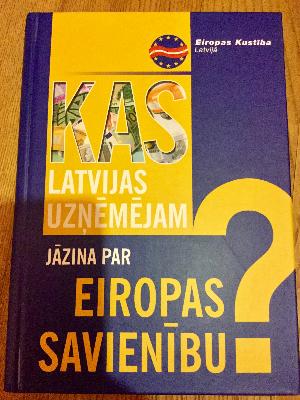 Eiropas Kustība
Latvijā
KAS
LATVIJAS
UZŅĒMĒJAM
JĀZINA PAR
EIROPAS
SAVIENĪBU?